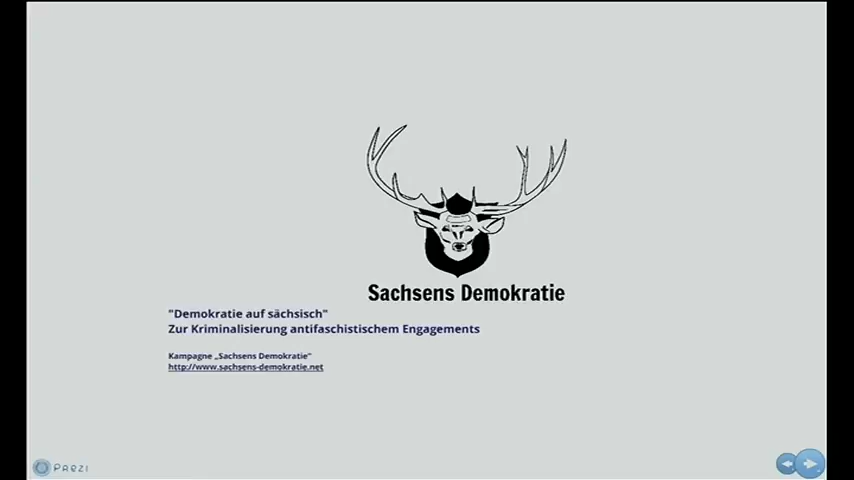 Sachsens Demokratie
"Demokratie auf sächsisch"
Zur Kriminalisierung antifaschistischem Engagements
Kampagne „Sachsens Demokratie"
http://www.sachsens-demokratie.net
PREZI